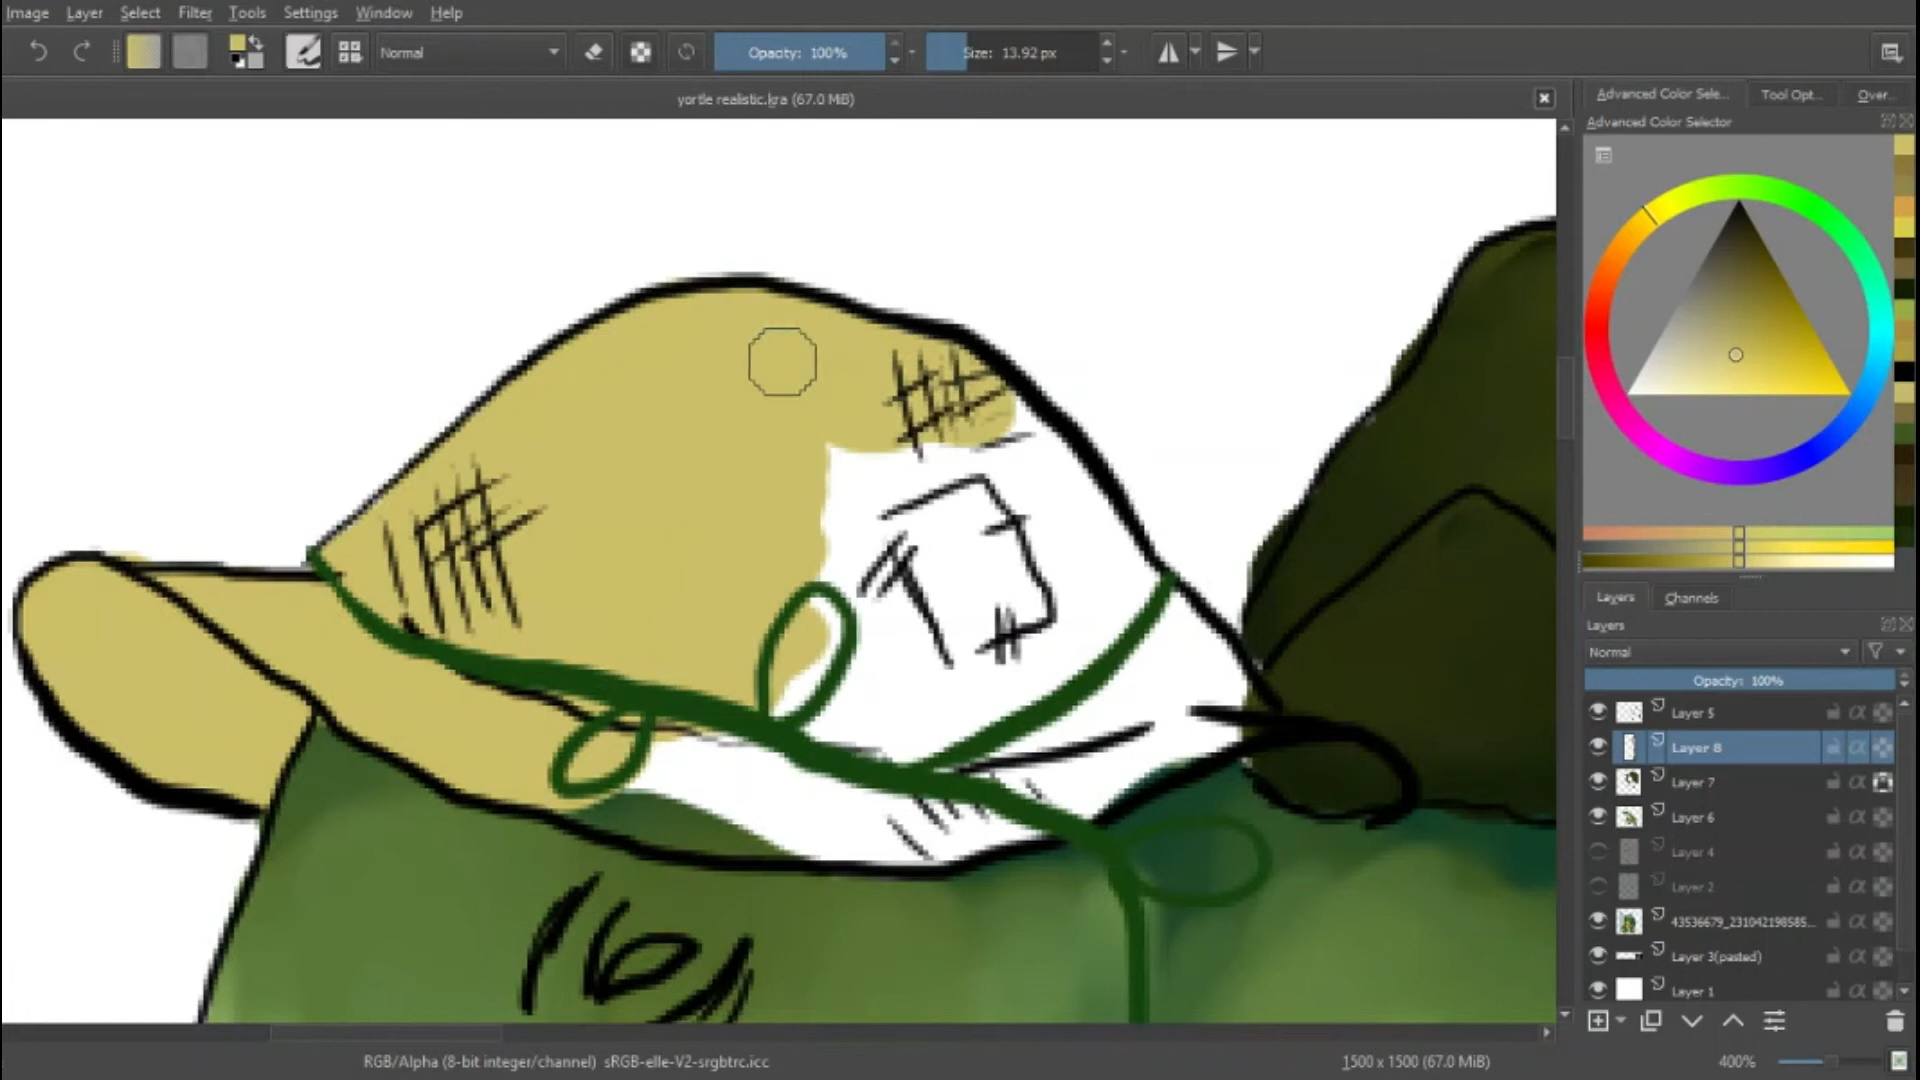 Image Layer Select Filter Tools Settings Window Help
Normal Opacity: 100% Size: 13.92 px
yortle realistic.kra (67.0 MiB)
Advanced Color Sele... Tool Opt... Over...
Advanced Color Selector
Layers Channels
Layers
Normal
Opacity: 100%
Layer 5
Layer 8
Layer 7
Layer 6
Layer 4
Layer 2
43536679_231042198585...
Layer 3(pasted)
Layer 1
RGB/Alpha (8-bit integer/channel) sRGB-elle-V2-srgbtrc.icc 1500 x 1500 (67.0 MiB) 400%